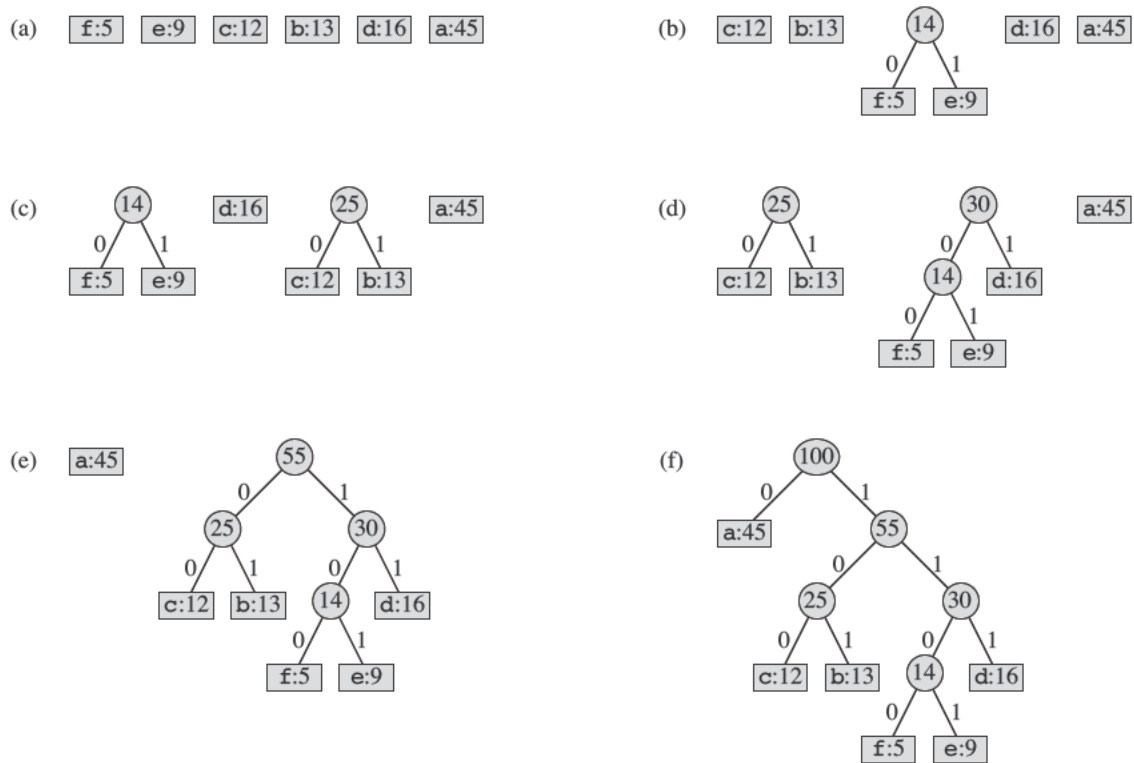 (a) f:5 e:9 c:12 b:13 d:16 a:45
(b) c:12 b:13 14 d:16 a:45
0 1
f:5 e:9
(c) 14 d:16 25 a:45
0 1 0 1
f:5 e:9 c:12 b:13
(d) 25 30 a:45
0 1 0 1
c:12 b:13 14 d:16
0 1
f:5 e:9
(e) a:45 55
0 1
25 30
0 1 0 1
c:12 b:13 14 d:16
0 1
f:5 e:9
(f) 100
0 1
a:45 55
0 1
25 30
0 1 0 1
c:12 b:13 14 d:16
0 1
f:5 e:9